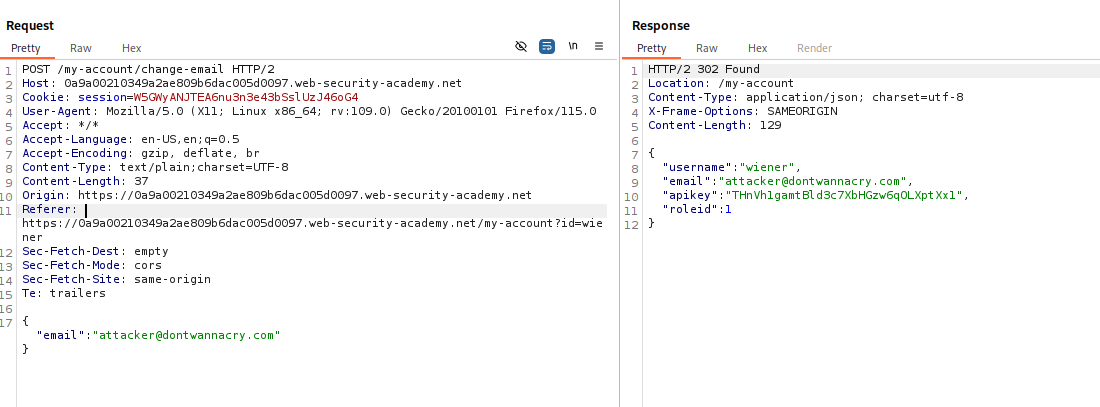 Request
Pretty Raw Hex
\n
1 POST /my-account/change-email HTTP/2
2 Host: 0a9a00210349a2ae809b6dac005d0097.web-security-academy.net
3 Cookie: session=W5GWyANJTEA6nu3n3e43bSslUzJ46oG4
4 User-Agent: Mozilla/5.0 (X11; Linux x86_64; rv:109.0) Gecko/20100101 Firefox/115.0
5 Accept: */*
6 Accept-Language: en-US,en;q=0.5
7 Accept-Encoding: gzip, deflate, br
8 Content-Type: text/plain;charset=UTF-8
9 Content-Length: 37
10 Origin: https://0a9a00210349a2ae809b6dac005d0097.web-security-academy.net
11 Referer:
https://0a9a00210349a2ae809b6dac005d0097.web-security-academy.net/my-account?id=wie
ner
12 Sec-Fetch-Dest: empty
13 Sec-Fetch-Mode: cors
14 Sec-Fetch-Site: same-origin
15 Te: trailers
16
17 {
"email":"attacker@dontwannacry.com"
}
Response
Pretty Raw Hex Render
1 HTTP/2 302 Found
2 Location: /my-account
3 Content-Type: application/json; charset=utf-8
4 X-Frame-Options: SAMEORIGIN
5 Content-Length: 129
6
7 {
8 "username":"wiener",
9 "email":"attacker@dontwannacry.com",
10 "apikey":"THnVh1gamtBld3c7XbHGzw6qOLXptXx1",
11 "roleid":1
12 }